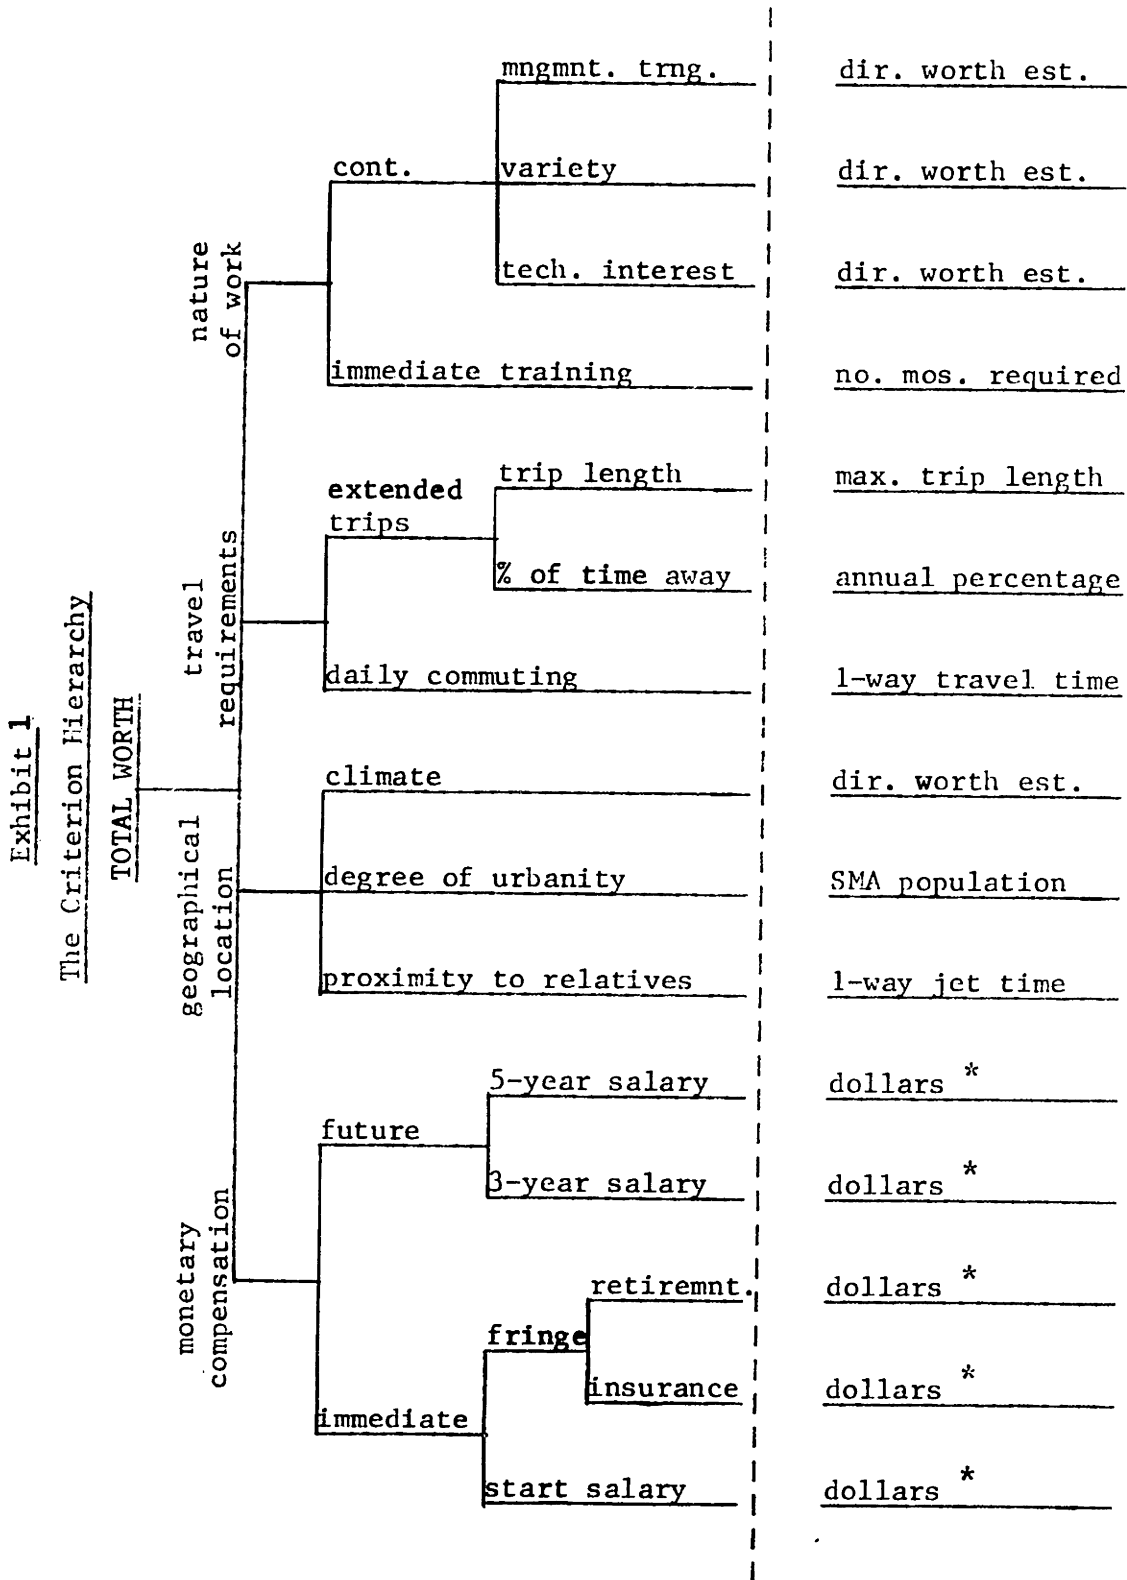 Exhibit 1
The Criterion Hierarchy
TOTAL WORTH
nature
of work
cont.
mngmnt. trng.
dir. worth est.
variety
dir. worth est.
tech. interest
dir. worth est.
immediate training
no. mos. required
travel
requirements
extended
trips
trip length
max. trip length
% of time away
annual percentage
daily commuting
1-way travel time
geographical
location
climate
dir. worth est.
degree of urbanity
SMA population
proximity to relatives
1-way jet time
monetary
compensation
future
5-year salary
dollars *
3-year salary
dollars *
immediate
fringe
retiremnt.
dollars *
insurance
dollars *
start salary
dollars *